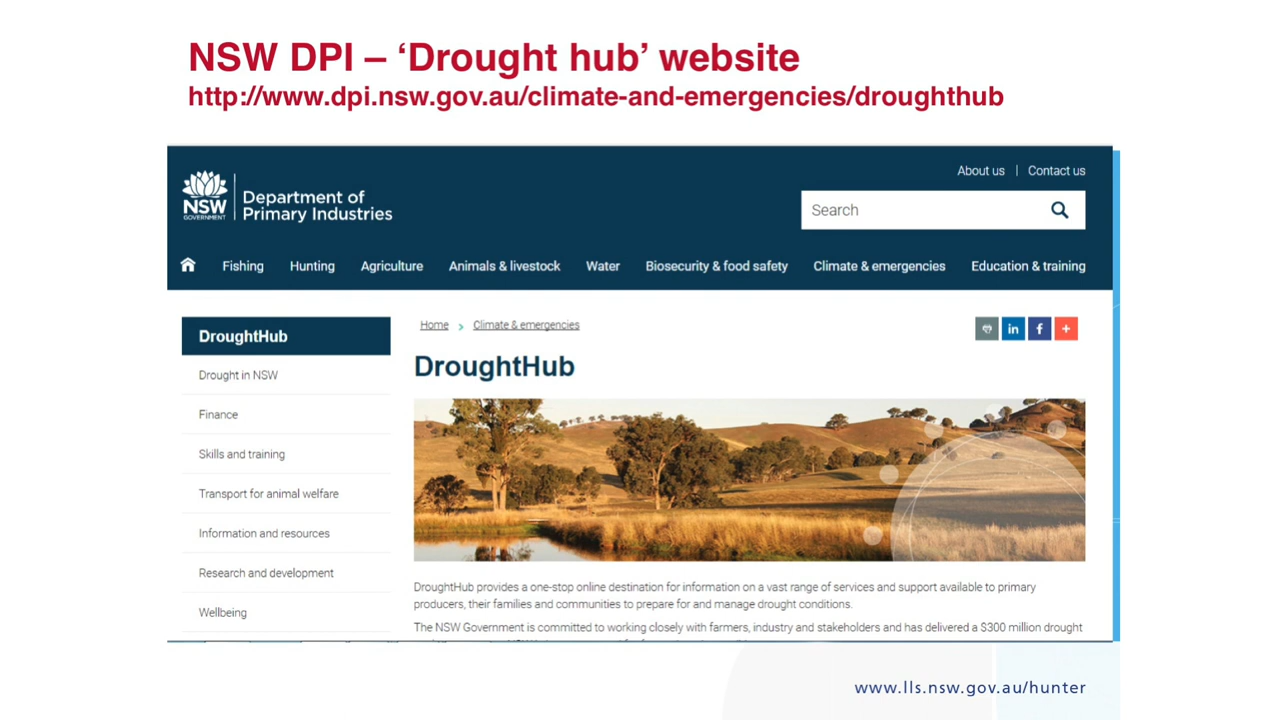 NSW DPI – ‘Drought hub’ website
http://www.dpi.nsw.gov.au/climate-and-emergencies/droughthub
About us | Contact us
NSW
GOVERNMENT
Department of
Primary Industries
Search
Fishing Hunting Agriculture Animals & livestock Water Biosecurity & food safety Climate & emergencies Education & training
DroughtHub
Drought in NSW
Finance
Skills and training
Transport for animal welfare
Information and resources
Research and development
Wellbeing
Home > Climate & emergencies
in f +
DroughtHub
DroughtHub provides a one-stop online destination for information on a vast range of services and support available to primary
producers, their families and communities to prepare for and manage drought conditions.
The NSW Government is committed to working closely with farmers, industry and stakeholders and has delivered a $300 million drought
www.lls.nsw.gov.au/hunter